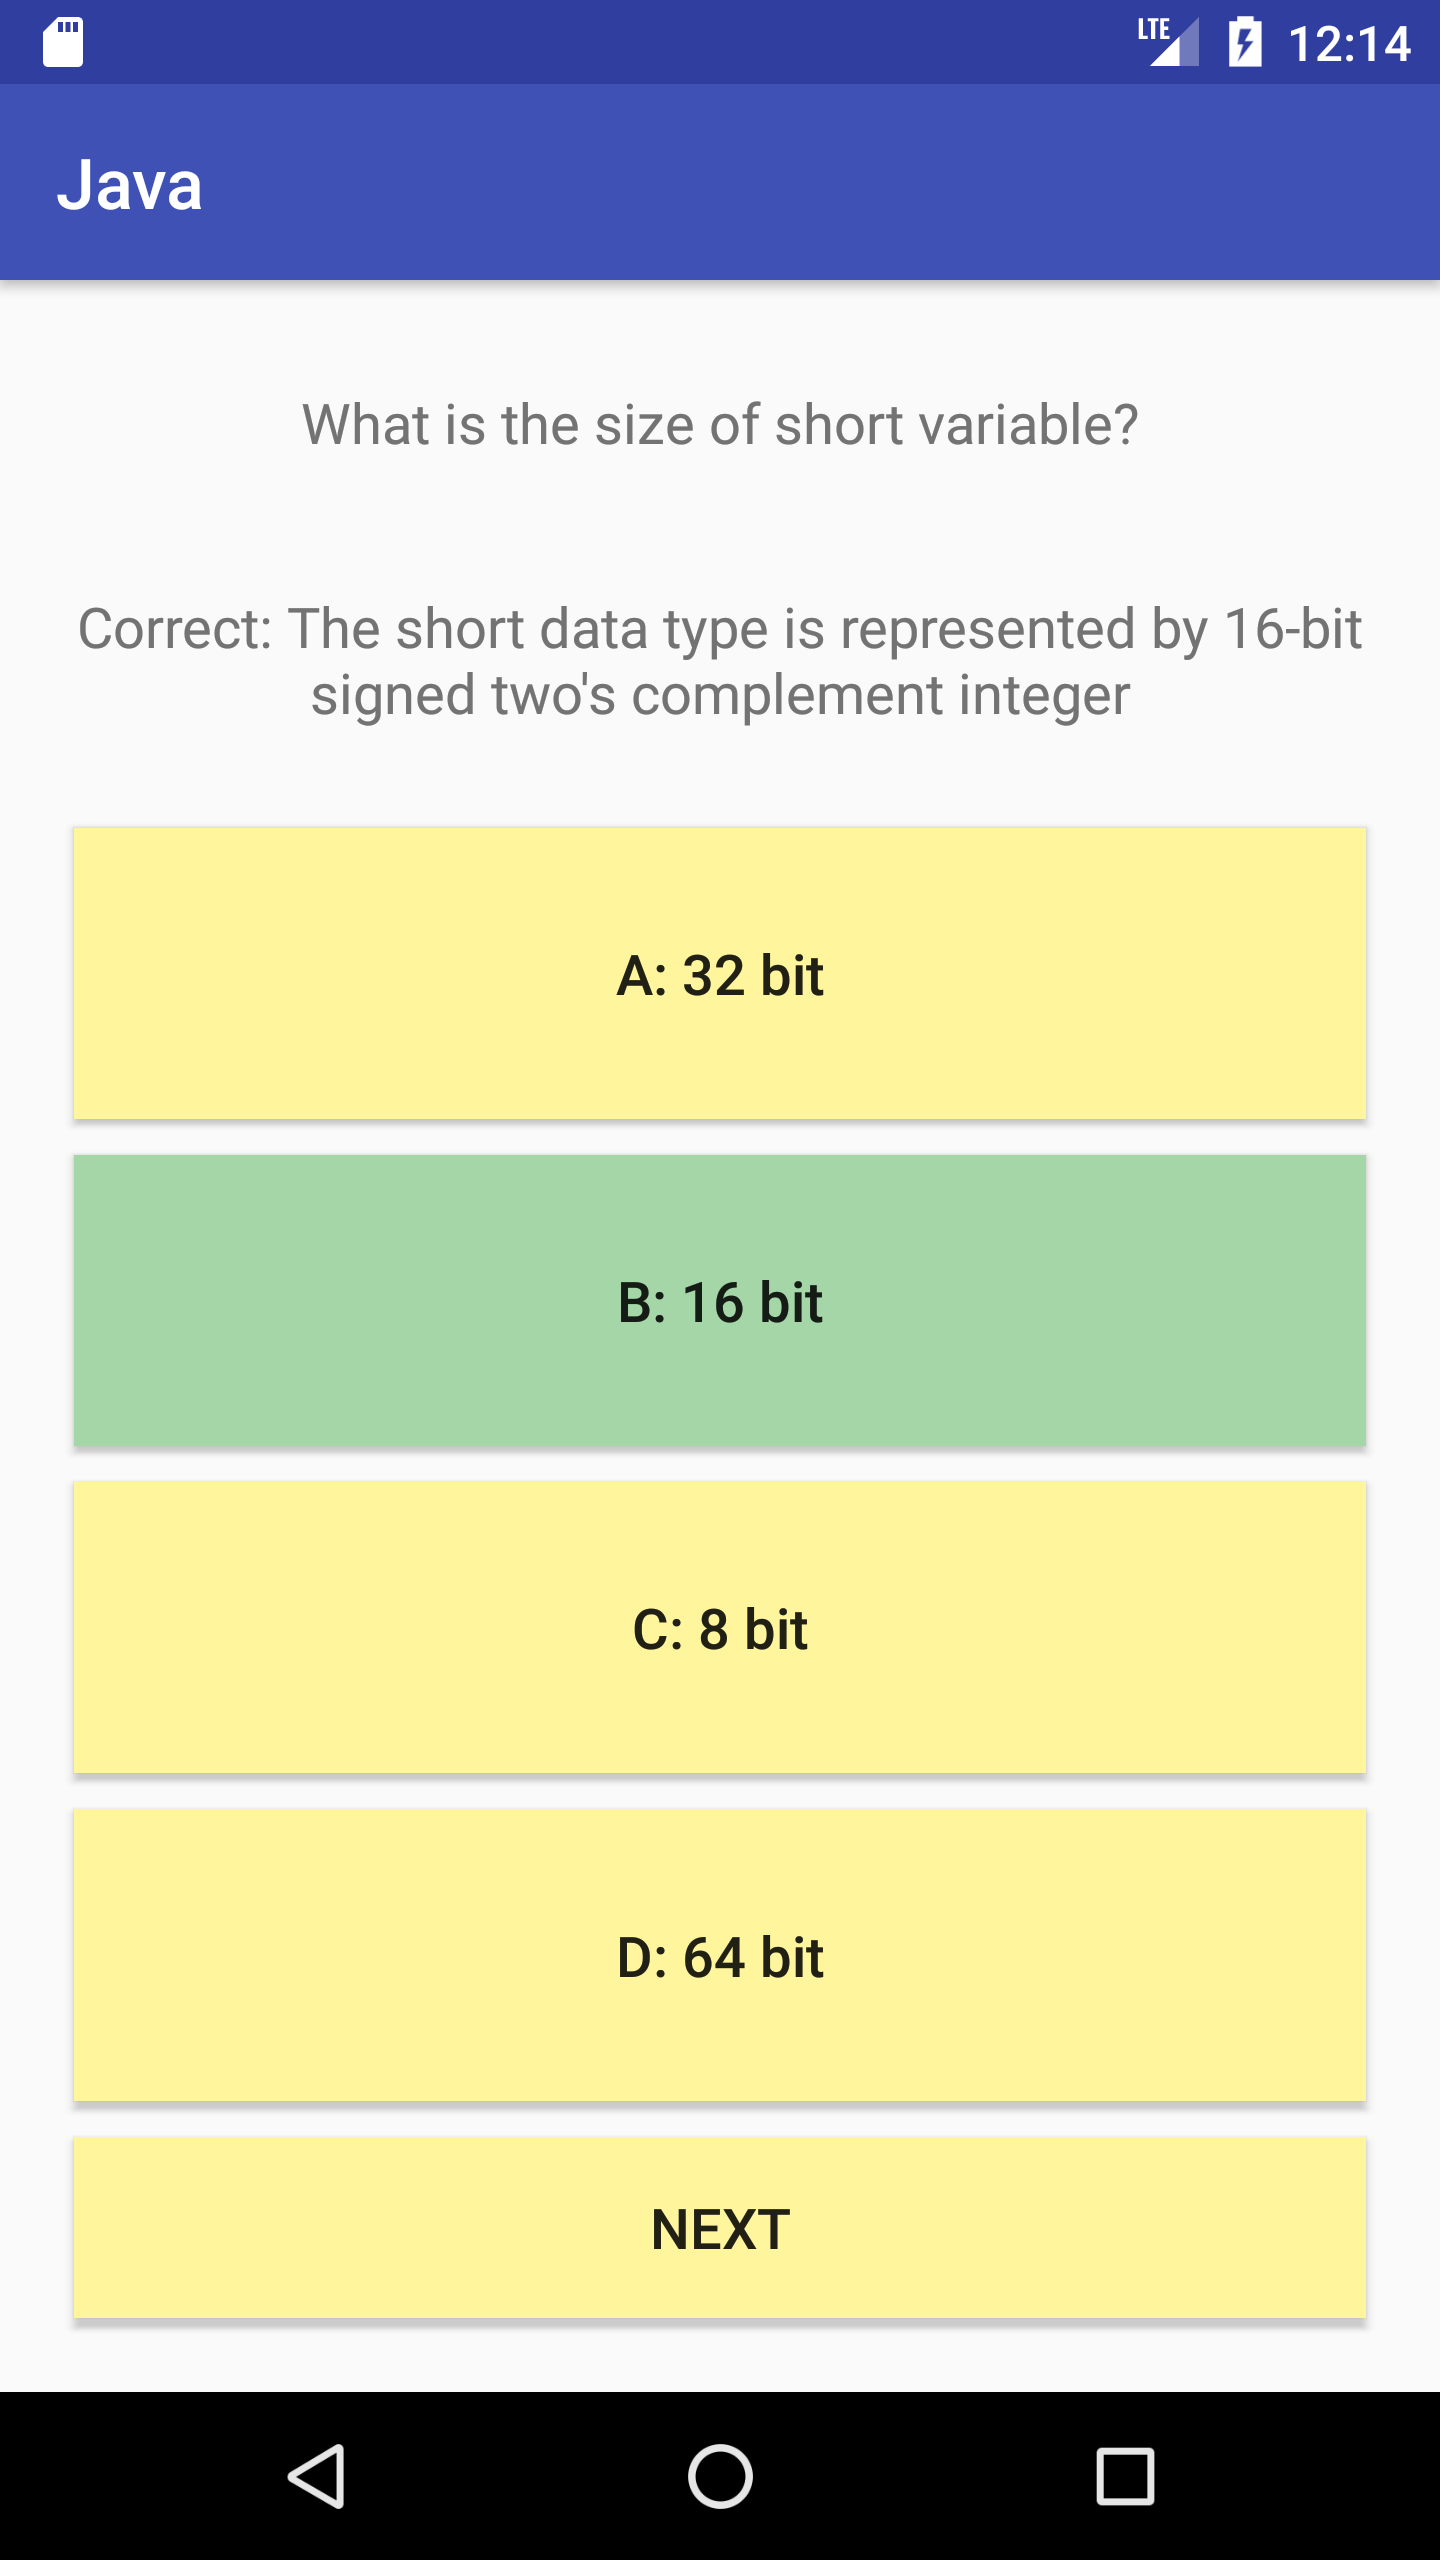 LTE 12:14
Java
What is the size of short variable?
Correct: The short data type is represented by 16-bit
signed two's complement integer
A: 32 bit
B: 16 bit
C: 8 bit
D: 64 bit
NEXT